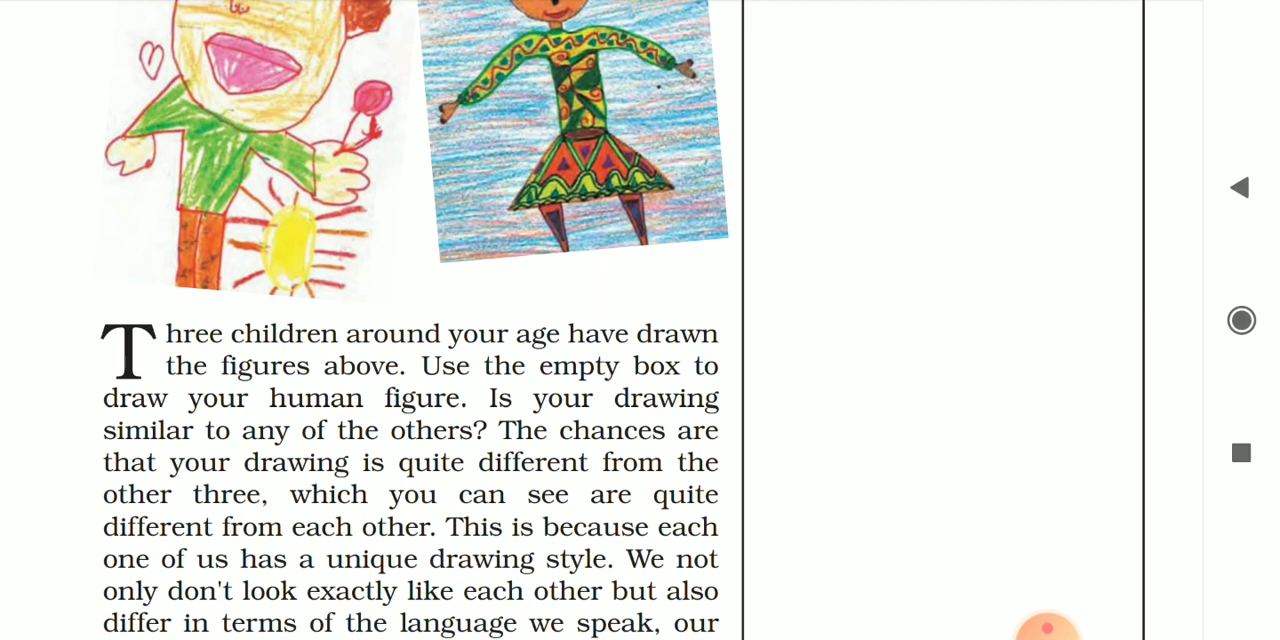 Three children around your age have drawn
the figures above. Use the empty box to
draw your human figure. Is your drawing
similar to any of the others? The chances are
that your drawing is quite different from the
other three, which you can see are quite
different from each other. This is because each
one of us has a unique drawing style. We not
only don't look exactly like each other but also
differ in terms of the language we speak, our